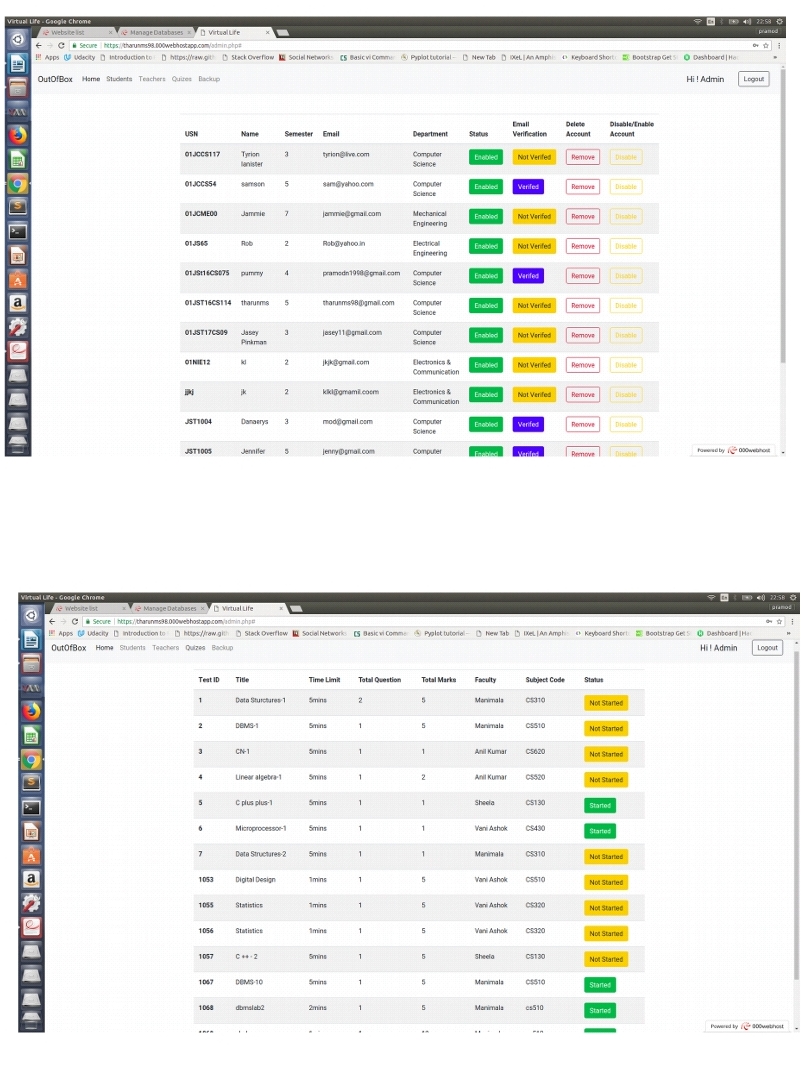 Virtual Life - Google Chrome 22:58
Website list Manage Databases Virtual Life pramod
Secure https://tharunms98.000webhostapp.com/admin.php#
Apps Udacity Introduction to https://raw.git Stack Overflow Social Network CS Basic vi Comma Pyplot tutorial New Tab iXeL | An Amphi Keyboard Short Bootstrap Get S Dashboard | Ha »
OutOfBox Home Students Teachers Quizes Backup Hi ! Admin Logout
USN Name Semester Email Department Status Email Verification Delete Account Disable/Enable Account
01JCCS117 Tyrion lanister 3 tyrion@live.com Computer Science Enabled Not Verifed Remove Disable
01JCCS54 samson 5 sam@yahoo.com Computer Science Enabled Verifed Remove Disable
01JCME00 Jammie 7 jammie@gmail.com Mechanical Engineering Enabled Not Verifed Remove Disable
01JS65 Rob 2 Rob@yahoo.in Electrical Engineering Enabled Not Verifed Remove Disable
01JSt16CS075 pummy 4 pramodn1998@gmail.com Computer Science Enabled Verifed Remove Disable
01JST16CS114 tharunms 5 tharunms98@gmail.com Computer Science Enabled Not Verifed Remove Disable
01JST17CS09 Jasey Pinkman 3 jasey11@gmail.com Computer Science Enabled Not Verifed Remove Disable
01NIE12 2 jkjk@gmail.com Electronics & Communication Enabled Not Verifed Remove Disable
jjkj jk 2 klkl@gmamil.coom Electronics & Communication Enabled Not Verifed Remove Disable
JST1004 Danaerys 3 mod@gmail.com Computer Science Enabled Verifed Remove Disable
JST1005 Jennifer 5 jenny@gmail.com Computer Enabled Verifed Remove Disable
Powered by 000webhost
Virtual Life - Google Chrome 22:58
Website list Manage Databases Virtual Life pramod
Secure https://tharunms98.000webhostapp.com/admin.php#
Apps Udacity Introduction to https://raw.git Stack Overflow Social Network CS Basic vi Comma Pyplot tutorial New Tab iXeL | An Amphi Keyboard Short Bootstrap Get S Dashboard | Ha »
OutOfBox Home Students Teachers Quizes Backup Hi ! Admin Logout
Test ID Title Time Limit Total Question Total Marks Faculty Subject Code Status
1 Data Sturctures-1 5mins 2 5 Manimala CS310 Not Started
2 DBMS-1 5mins 1 5 Manimala CS510 Not Started
3 CN-1 5mins 1 1 Anil Kumar CS620 Not Started
4 Linear algebra-1 5mins 1 2 Anil Kumar CS520 Not Started
5 C plus plus-1 5mins 1 1 Sheela CS130 Started
6 Microprocessor-1 5mins 1 1 Vani Ashok CS430 Started
7 Data Structures-2 5mins 1 1 Manimala CS310 Not Started
1053 Digital Design 1mins 1 5 Vani Ashok CS510 Not Started
1055 Statistics 1mins 1 5 Vani Ashok CS320 Not Started
1056 Statistics 1mins 1 5 Vani Ashok CS320 Not Started
1057 C ++ - 2 5mins 1 5 Sheela CS130 Not Started
1067 DBMS-10 5mins 1 5 Manimala CS510 Started
1068 dbmslab2 2mins 1 5 Manimala cs510 Started
Powered by 000webhost